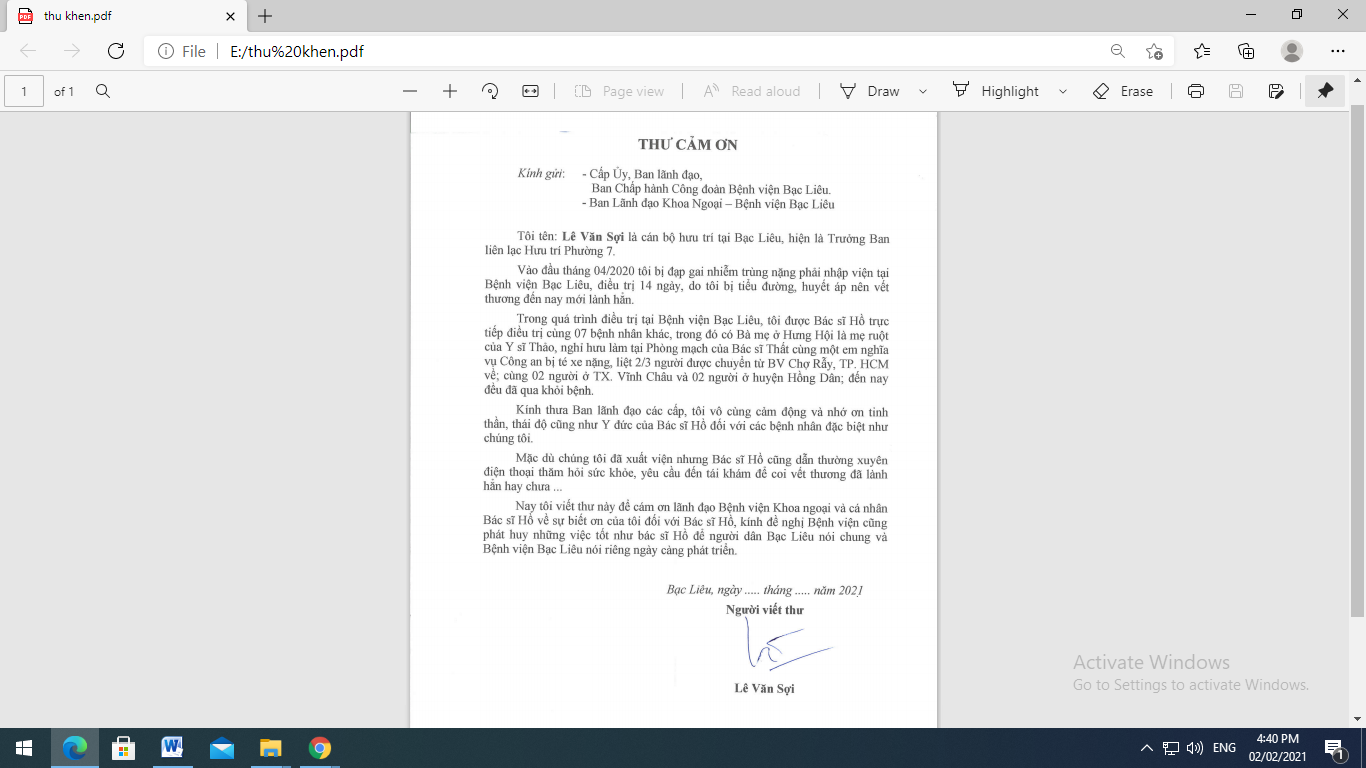 thu khen.pdf
File
E:/thu%20khen.pdf
1
of 1
Page view
Read aloud
Draw
Highlight
Erase
THƯ CẢM ƠN
Kính gửi: - Cấp Ủy, Ban lãnh đạo,
Ban Chấp hành Công đoàn Bệnh viện Bạc Liêu.
- Ban Lãnh đạo Khoa Ngoại – Bệnh viện Bạc Liêu
Tôi tên: Lê Văn Sợi là cán bộ hưu trí tại Bạc Liêu, hiện là Trưởng Ban
liên lạc Hưu trí Phường 7.
Vào đầu tháng 04/2020 tôi bị đạp gai nhiễm trùng nặng phải nhập viện tại
Bệnh viện Bạc Liêu, điều trị 14 ngày, do tôi bị tiểu đường, huyết áp nên vết
thương đến nay mới lành hẳn.
Trong quá trình điều trị tại Bệnh viện Bạc Liêu, tôi được Bác sĩ Hồ trực
tiếp điều trị cùng 07 bệnh nhân khác, trong đó có Bà mẹ ở Hưng Hội là mẹ ruột
của Y sĩ Thảo, nghỉ hưu làm tại Phòng mạch của Bác sĩ Thất cùng một em nghĩa
vụ Công an bị té xe nặng, liệt 2/3 người được chuyển từ BV Chợ Rẫy, TP. HCM
về; cùng 02 người ở TX. Vĩnh Châu và 02 người ở huyện Hồng Dân; đến nay
đều đã qua khỏi bệnh.
Kính thưa Ban lãnh đạo các cấp, tôi vô cùng cảm động và nhớ ơn tinh
thần, thái độ cũng như Y đức của Bác sĩ Hồ đối với các bệnh nhân đặc biệt như
chúng tôi.
Mặc dù chúng tôi đã xuất viện nhưng Bác sĩ Hồ cũng dẫn thường xuyên
điện thoại thăm hỏi sức khỏe, yêu cầu đến tái khám để coi vết thương đã lành
hẳn hay chưa ...
Nay tôi viết thư này để cảm ơn lãnh đạo Bệnh viện Khoa ngoại và cá nhân
Bác sĩ Hồ về sự biết ơn của tôi đối với Bác sĩ Hồ, kính đề nghị Bệnh viện cũng
phát huy những việc tốt như bác sĩ Hồ để người dân Bạc Liêu nói chung và
Bệnh viện Bạc Liêu nói riêng ngày càng phát triển.
Bạc Liêu, ngày ..... tháng ..... năm 2021
Người viết thư
Lê Văn Sợi
Activate Windows
Go to Settings to activate Windows.
ENG
4:40 PM
02/02/2021
1